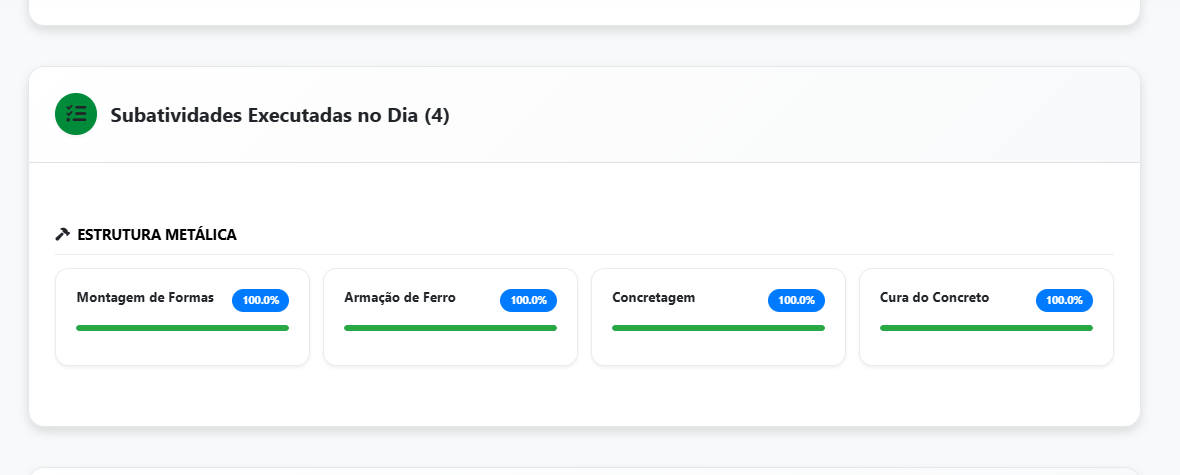 Subatividades Executadas no Dia (4)
ESTRUTURA METÁLICA
Montagem de Formas
100.0%
Armação de Ferro
100.0%
Concretagem
100.0%
Cura do Concreto
100.0%